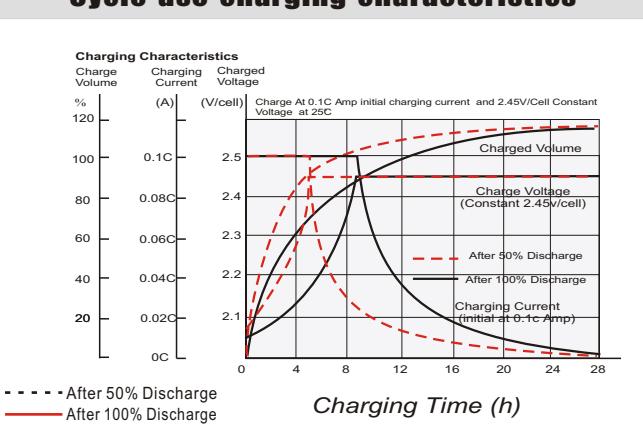 Cycle use charging characteristics
Charging Characteristics
Charge Volume
Charging Current
Charged Voltage
%
(A)
(V/cell)
Charge At 0.1C Amp initial charging current and 2.45V/Cell Constant
Voltage at 25C
120
100
80
60
40
20
0.1C
0.08C
0.06C
0.04C
0.02C
0C
2.5
2.4
2.3
2.2
2.1
Charged Volume
Charge Voltage
(Constant 2.45v/cell)
After 50% Discharge
After 100% Discharge
Charging Current
(initial at 0.1c Amp)
0 4 8 12 16 20 24 28
After 50% Discharge
After 100% Discharge
Charging Time (h)